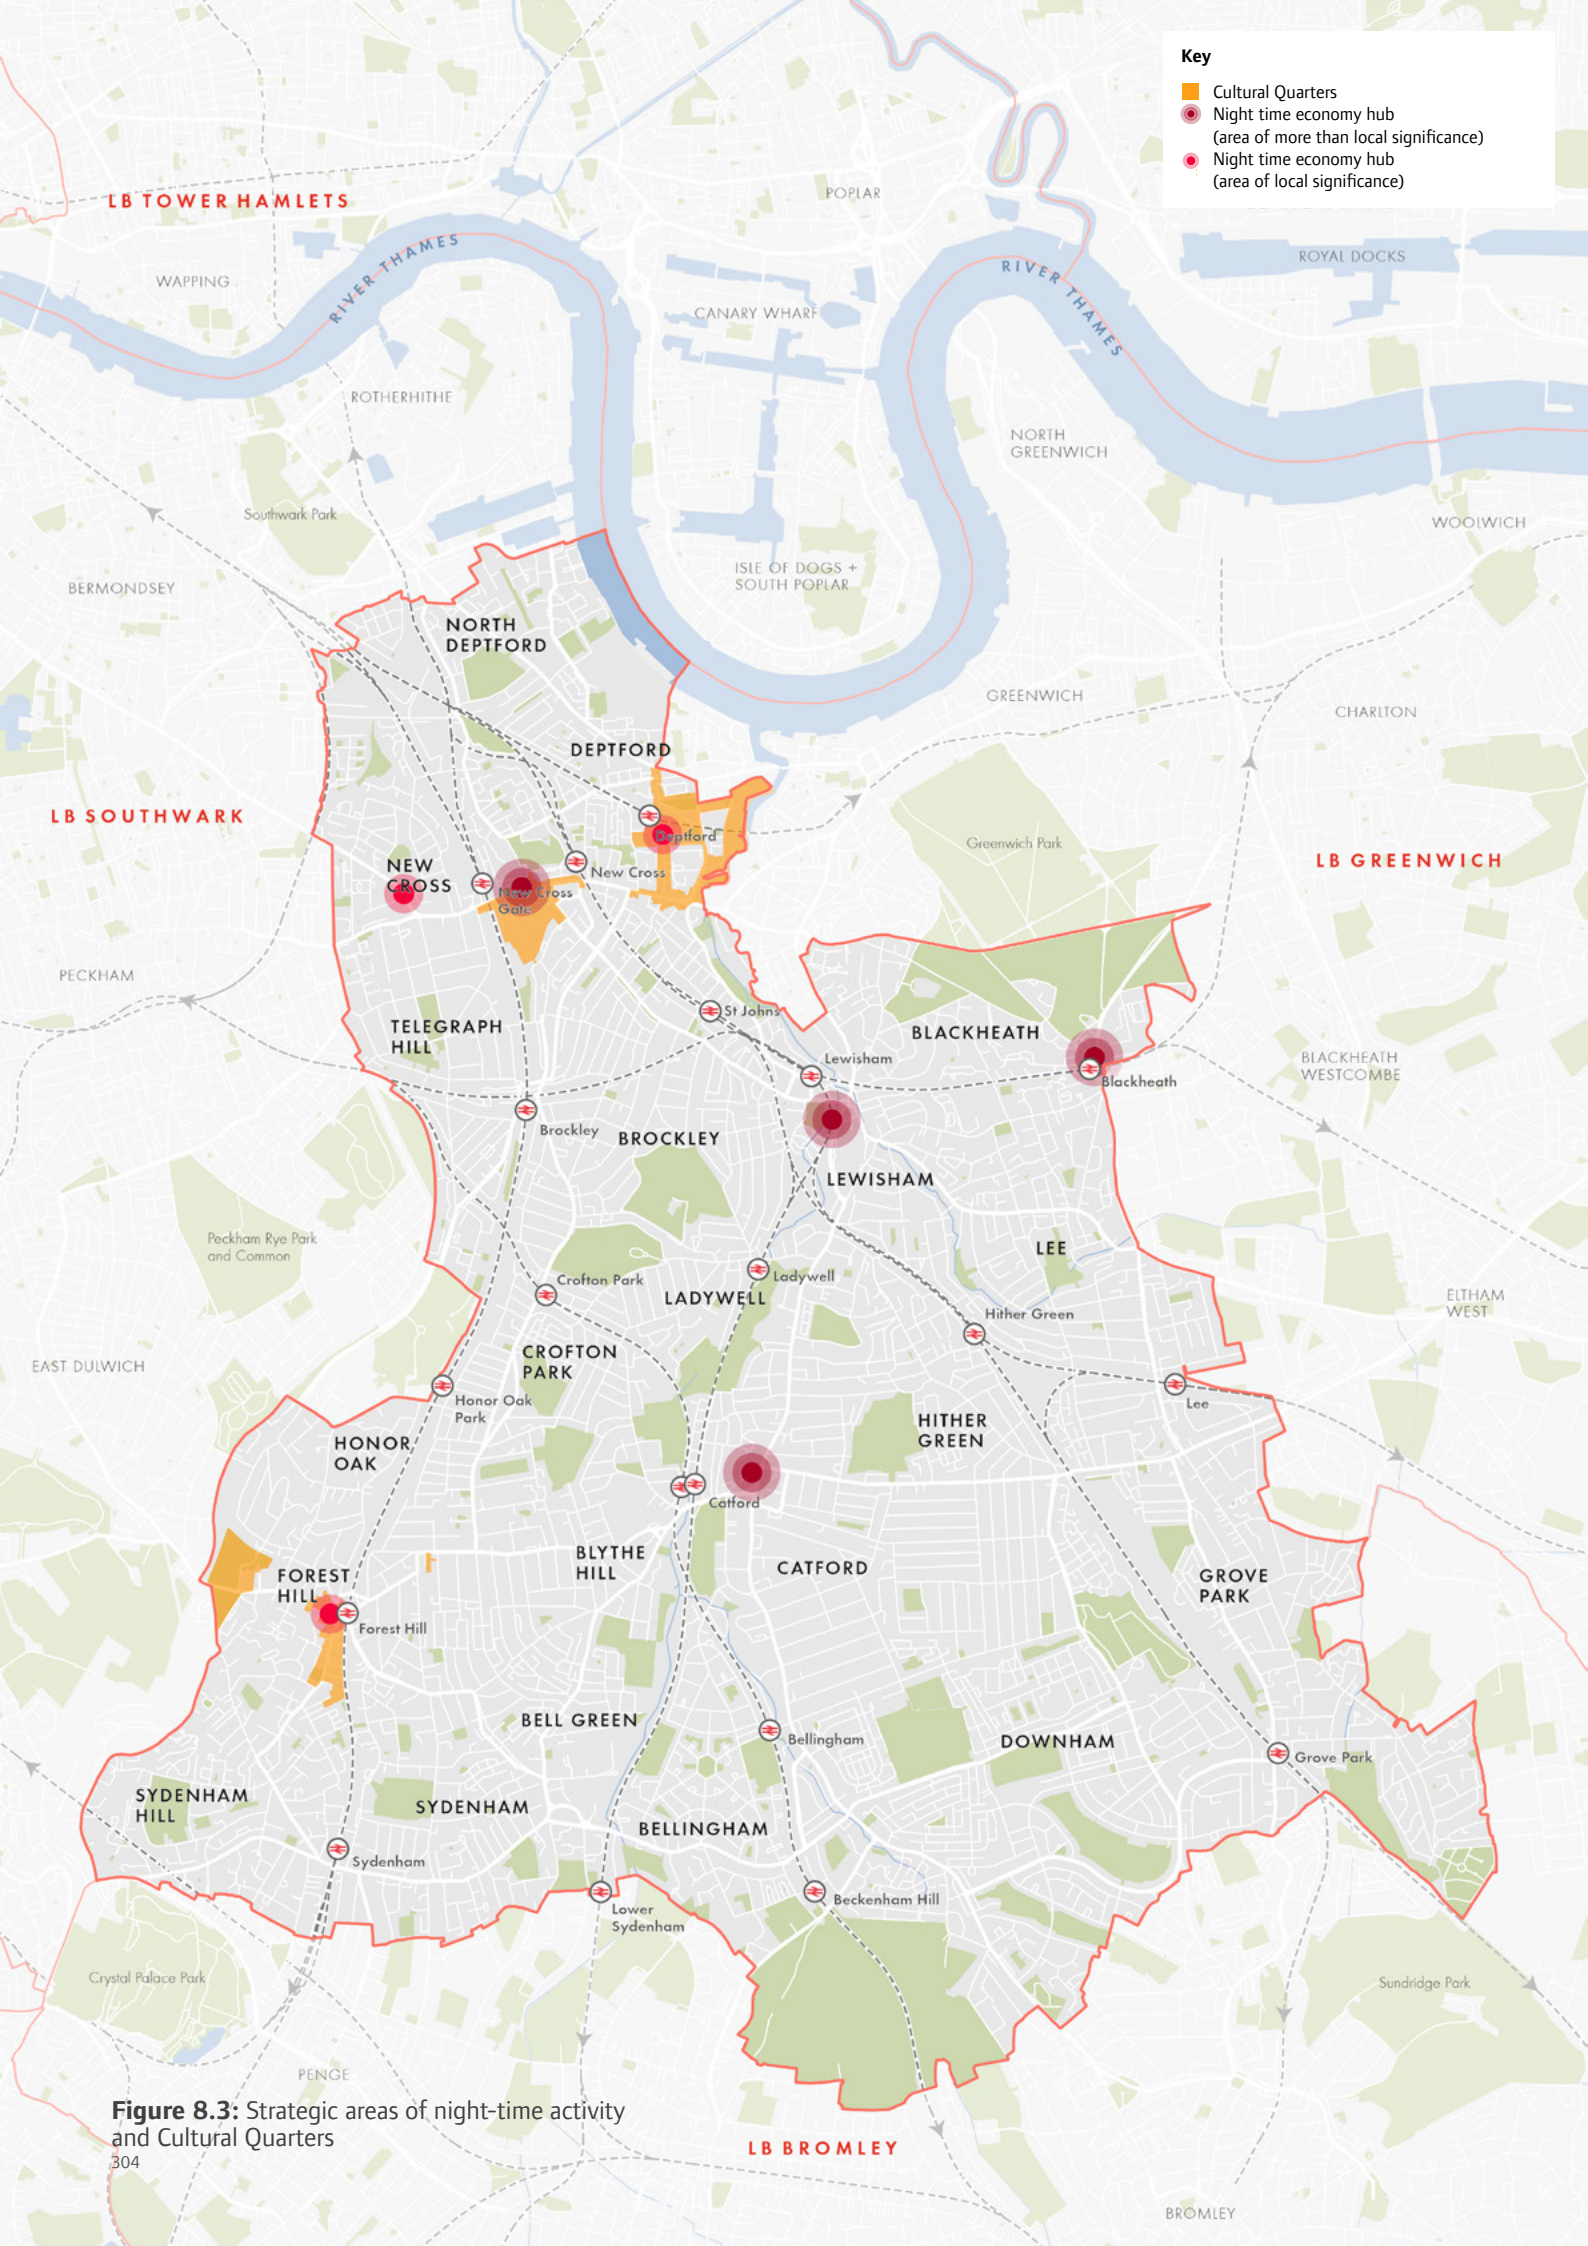 Key
Cultural Quarters
Night time economy hub
(area of more than local significance)
Night time economy hub
(area of local significance)
LB TOWER HAMLETS
POPLAR
RIVER THAMES
ROYAL DOCKS
RIVER THAMES
WAPPING
CANARY WHARF
ROTHERHITHE
NORTH
GREENWICH
Southwark Park
WOOLWICH
ISLE OF DOGS +
SOUTH POPLAR
BERMONDSEY
NORTH
DEPTFORD
GREENWICH
CHARLTON
DEPTFORD
LB SOUTHWARK
Deptford
Greenwich Park
LB GREENWICH
NEW
CROSS
New Cross
New Cross
Gate
PECKHAM
St Johns
TELEGRAPH
HILL
BLACKHEATH
Lewisham
BLACKHEATH
WESTCOMBE
Blackheath
Brockley
BROCKLEY
LEWISHAM
Peckham Rye Park
and Common
LEE
Crofton Park
Ladywell
LADYWELL
ELTHAM
WEST
Hither Green
EAST DULWICH
CROFTON
PARK
Honor Oak
Park
Lee
HITHER
GREEN
HONOR
OAK
Catford
BLYTHE
HILL
CATFORD
FOREST
HILL
GROVE
PARK
Forest Hill
BELL GREEN
Bellingham
DOWNHAM
Grove Park
SYDENHAM
HILL
SYDENHAM
BELLINGHAM
Sydenham
Beckenham Hill
Lower
Sydenham
Crystal Palace Park
Sundridge Park
PENGE
Figure 8.3: Strategic areas of night-time activity
and Cultural Quarters
304
LB BROMLEY
BROMLEY